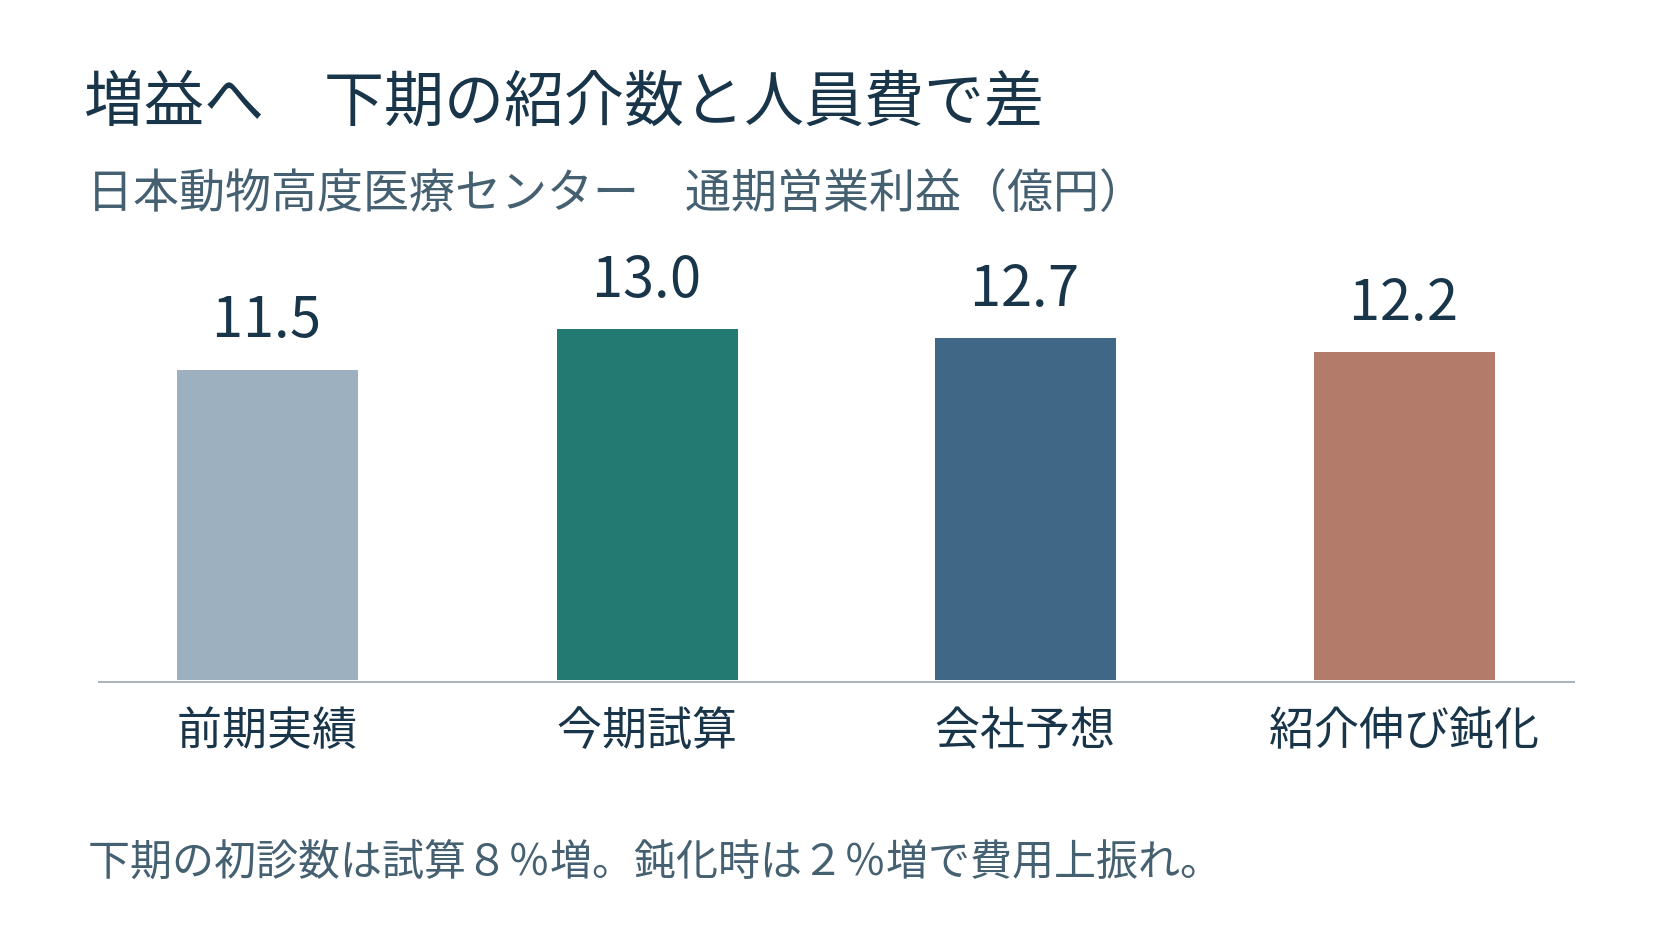 増益へ　下期の紹介数と人員費で差
日本動物高度医療センター　通期営業利益（億円）
11.5
13.0
12.7
12.2
前期実績
今期試算
会社予想
紹介伸び鈍化
下期の初診数は試算８％増。鈍化時は２％増で費用上振れ。